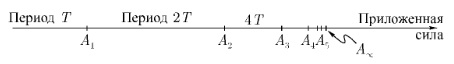 Период T Период 2T 4T Приложенная
сила
A₁ A₂ A₃ A₄ A₅ A∞